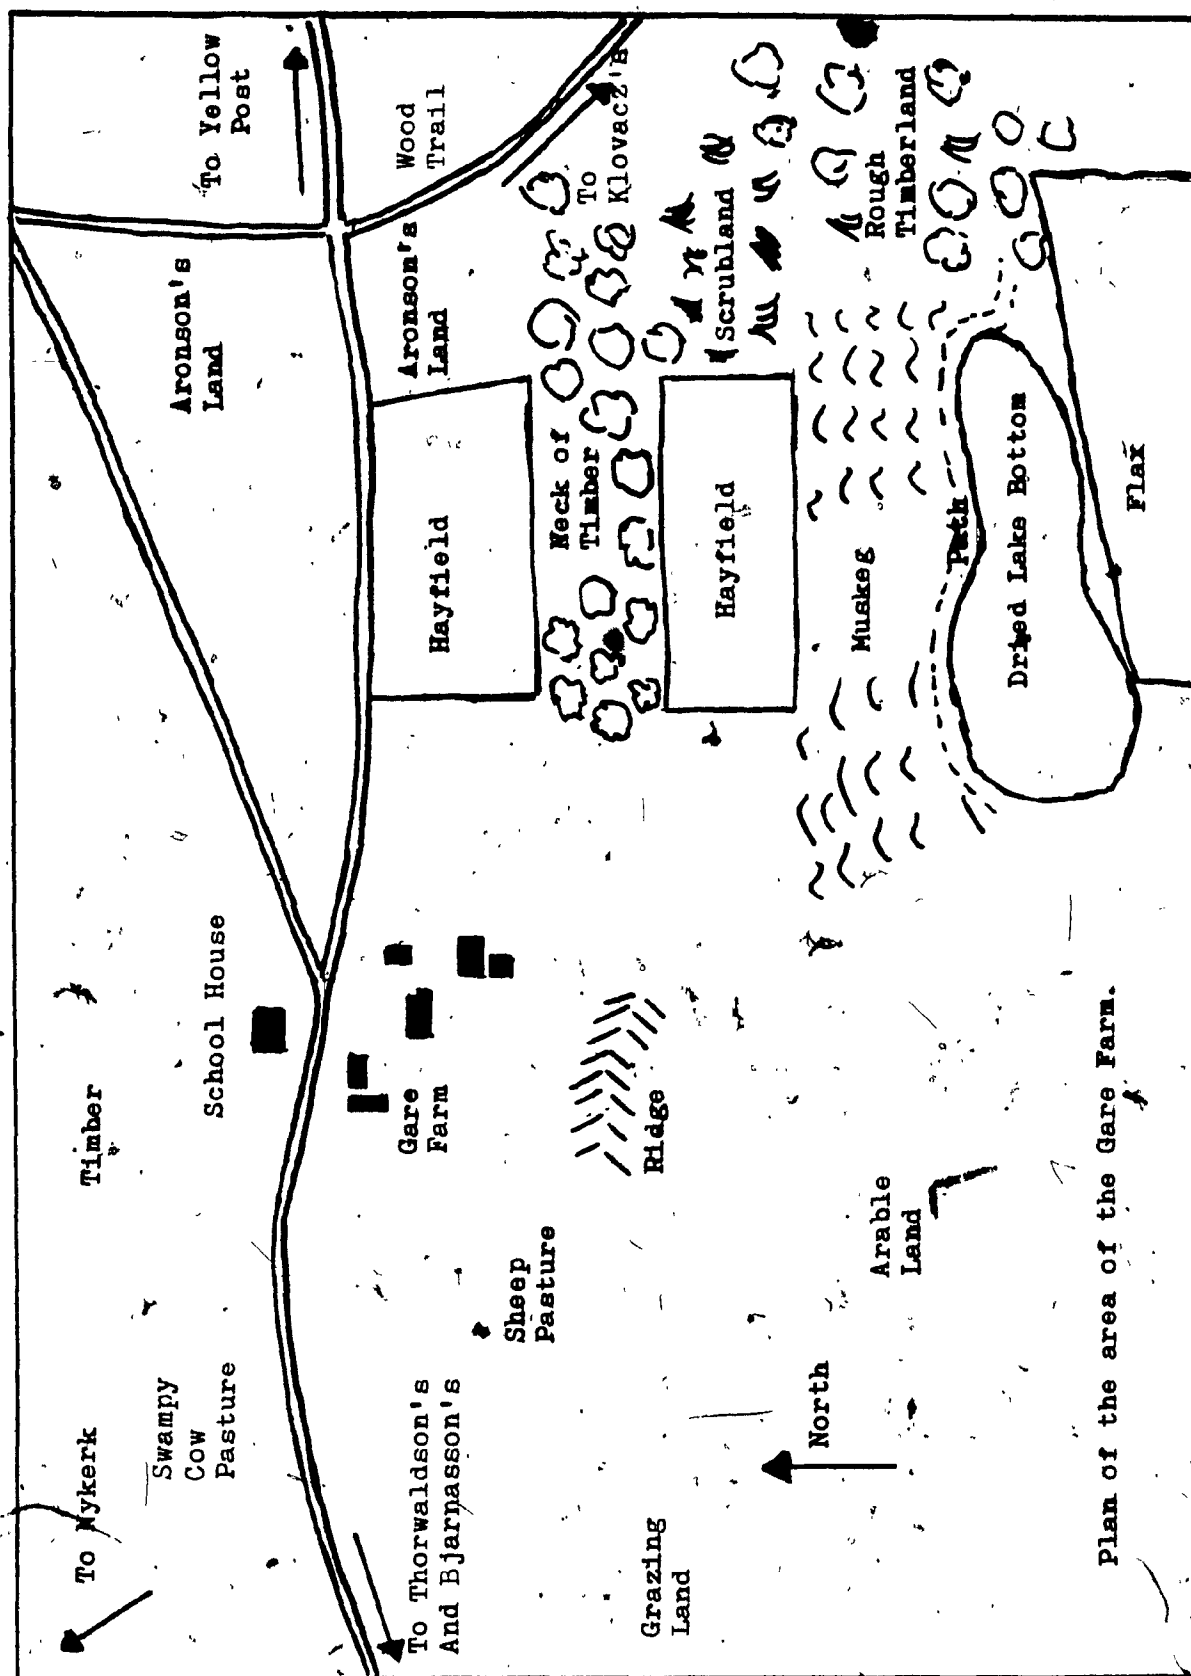 To Nykerk
Swampy
Cow
Pasture
Timber
School House
Aronson's
Land
To Yellow
Post
To Thorwaldson's
And Bjarnasson's
Gare
Farm
Hayfield
Aronson's
Land
Wood
Trail
Sheep
Pasture
Neck of
Timber
To
Klovacz's
Grazing
Land
Ridge
Hayfield
Scrubland
North
Arable
Land
Muskeg
Rough
Timberland
Path
Dried Lake Bottom
Flax
Plan of the area of the Gare Farm.